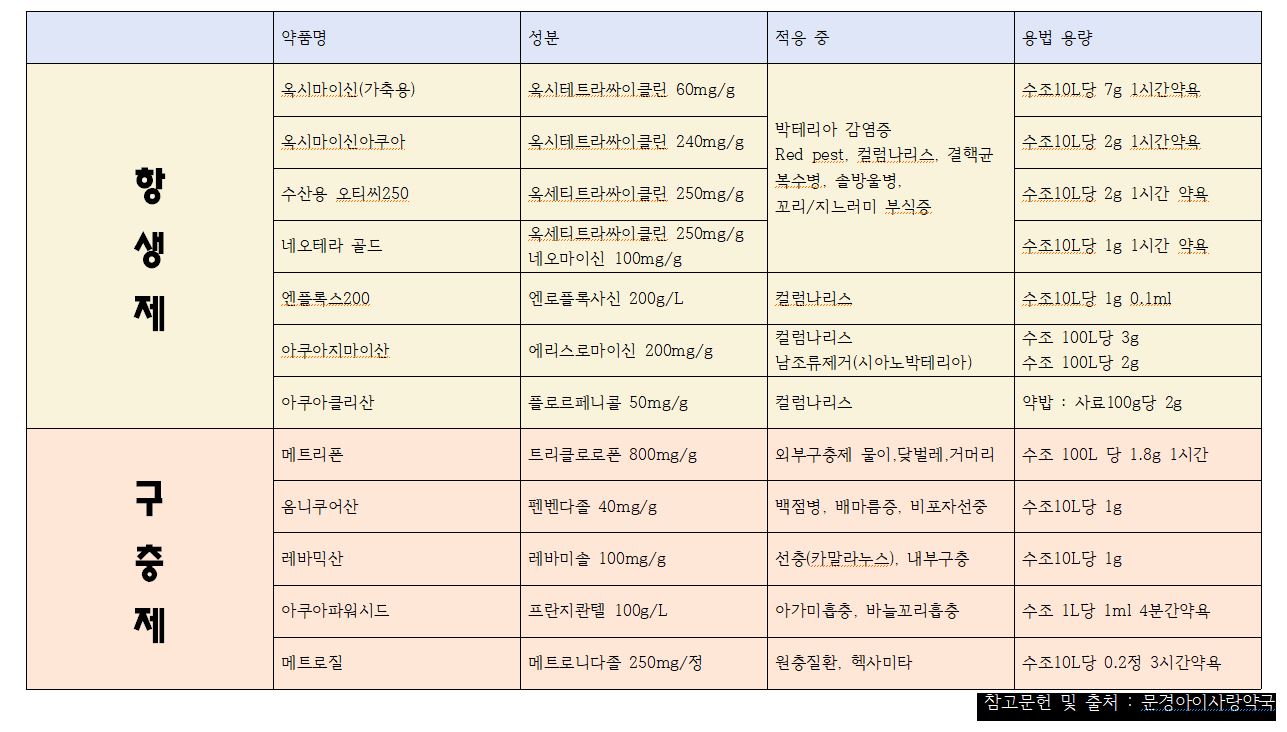 약품명 성분 적응 중 용법 용량
항
생
제
옥시마이신(가축용) 옥시테트라싸이클린 60mg/g 수조10L당 7g 1시간약욕
박테리아 감염증
Red pest, 컬럼나리스, 결핵균
복수병, 솔방울병,
꼬리/지느러미 부식증
옥시마이신아쿠아 옥시테트라싸이클린 240mg/g 수조10L당 2g 1시간약욕
수산용 오티씨250 옥세티트라싸이클린 250mg/g 수조10L당 2g 1시간 약욕
네오테라 골드 옥세티트라싸이클린 250mg/g
네오마이신 100mg/g
수조10L당 1g 1시간 약욕
엔플록스200 엔로플록사신 200g/L 컬럼나리스 수조10L당 1g 0.1ml
아쿠아지마이산 에리스로마이신 200mg/g 컬럼나리스
남조류제거(시아노박테리아)
수조 100L당 3g
수조 100L당 2g
아쿠아클리산 플로르페니콜 50mg/g 컬럼나리스 약밥 : 사료100g당 2g
구
충
제
메트리폰 트리클로로폰 800mg/g 외부구충제 물이,닻벌레,거머리 수조 100L 당 1.8g 1시간
옴니쿠어산 펜벤다졸 40mg/g 백점병, 배마름증, 비포자선충 수조10L당 1g
레바믹산 레바미솔 100mg/g 선충(카말라누스), 내부구충 수조10L당 1g
아쿠아파워시드 프란지콴텔 100g/L 아가미흡충, 바늘꼬리흡충 수조 1L당 1ml 4분간약욕
메트로질 메트로니다졸 250mg/정 원충질환, 헥사미타 수조10L당 0.2정 3시간약욕
참고문헌 및 출처 : 문경아이사랑약국